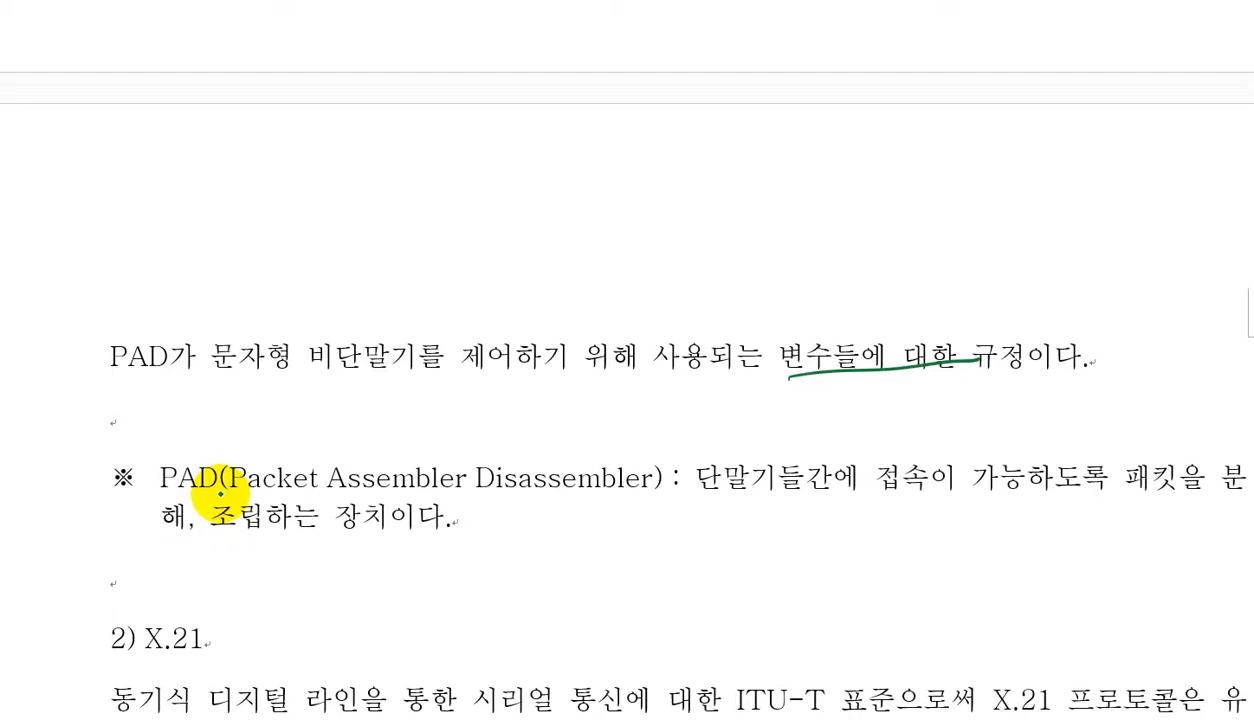 PAD가 문자형 비단말기를 제어하기 위해 사용되는 변수들에 대한 규정이다.
※ PAD(Packet Assembler Disassembler) : 단말기들간에 접속이 가능하도록 패킷을 분
해, 조립하는 장치이다.
2) X.21
동기식 디지털 라인을 통한 시리얼 통신에 대한 ITU-T 표준으로써 X.21 프로토콜은 유